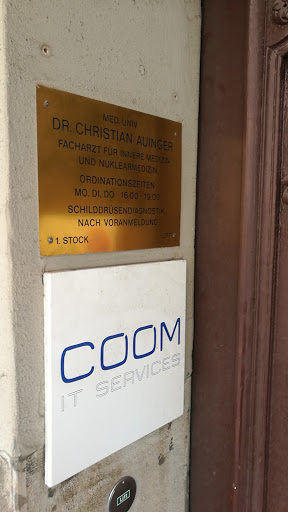 MED. UNIV.
DR. CHRISTIAN AUINGER
FACHARZT FÜR INNERE MEDIZIN
UND NUKLEARMEDIZIN
ORDINATIONSZEITEN
MO, DI, DO 16.00 - 19.00
SCHILDDRÜSENDIAGNOSTIK
NACH VORANMELDUNG
1. STOCK
COOM
IT SERVICES